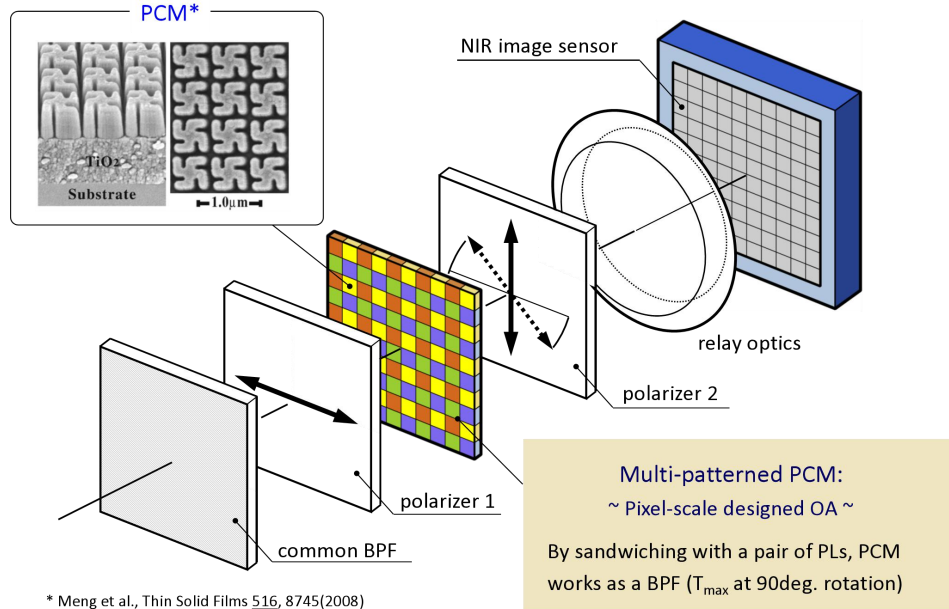 PCM*
TiO2
Substrate
1.0μm
NIR image sensor
relay optics
polarizer 2
polarizer 1
common BPF
Multi-patterned PCM:
~ Pixel-scale designed OA ~
By sandwiching with a pair of PLs, PCM
works as a BPF (Tmax at 90deg. rotation)
* Meng et al., Thin Solid Films 516, 8745(2008)